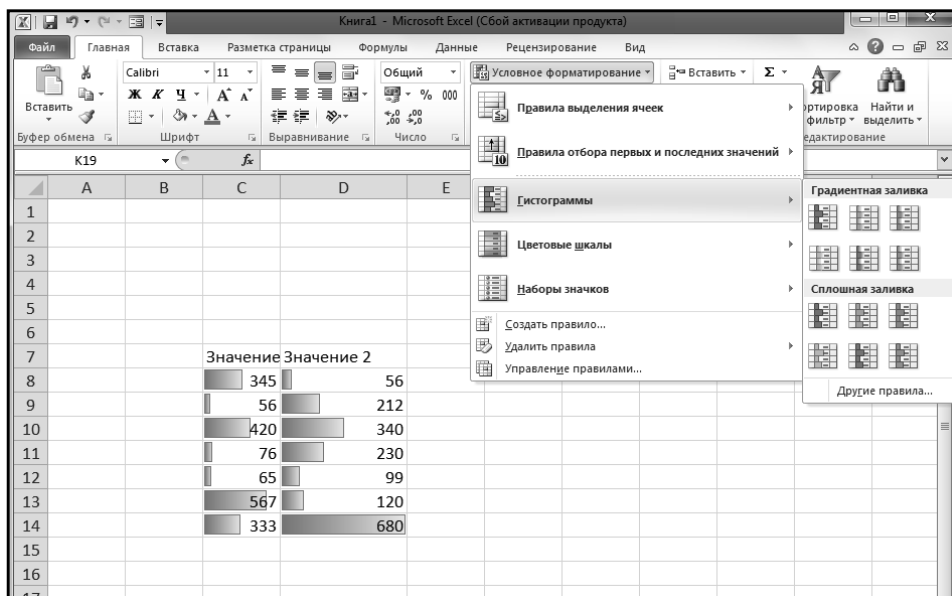 Книга1 - Microsoft Excel (Сбой активации продукта)
Файл Главная Вставка Разметка страницы Формулы Данные Рецензирование Вид
Calibri 11 Общий Условное форматирование Вставить Σ
Вставить Ж К Ч A A % 000 Найти и
А фильтр выделить
Буфер обмена Шрифт Выравнивание Число
K19 fx
A B C D E
Правила выделения ячеек
Правила отбора первых и последних значений
Гистограммы
Цветовые шкалы
Наборы значков
Создать правило...
Удалить правила
Управление правилами...
Градиентная заливка
Сплошная заливка
Другие правила...
1
2
3
4
5
6
7 Значение Значение 2
8 345 56
9 56 212
10 420 340
11 76 230
12 65 99
13 567 120
14 333 680
15
16